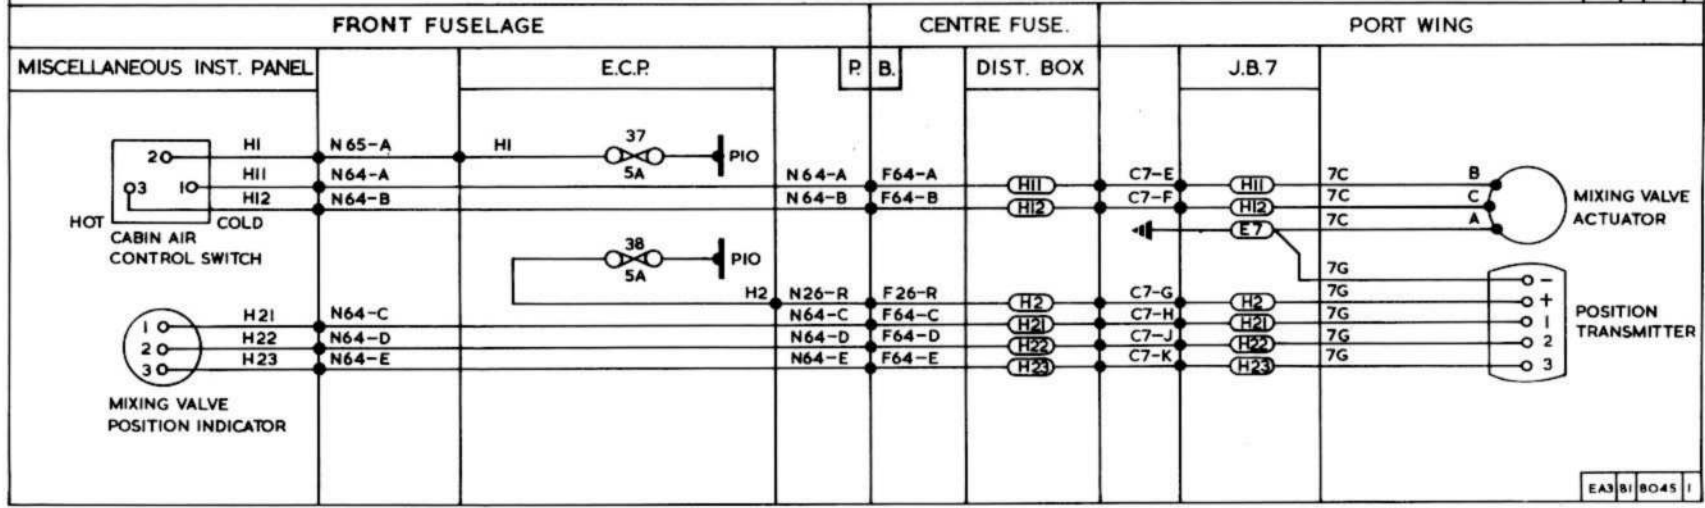 FRONT FUSELAGE CENTRE FUSE. PORT WING
MISCELLANEOUS INST. PANEL E.C.P. P. B. DIST. BOX J.B.7
37
2 H1 N65-A H1 5A P10
H11 N64-A N64-A F64-A H11 C7-E H11 7C B
3 1 H12 N64-B N64-B F64-B H12 C7-F H12 7C C MIXING VALVE
HOT COLD E7 7C A ACTUATOR
CABIN AIR
CONTROL SWITCH
38
5A P10
7G −
H2 N26-R F26-R H2 C7-G H2 7G +
1 H21 N64-C N64-C F64-C H21 C7-H H21 7G 1 POSITION
2 H22 N64-D N64-D F64-D H22 C7-J H22 7G 2 TRANSMITTER
3 H23 N64-E N64-E F64-E H23 C7-K H23 7G 3
MIXING VALVE
POSITION INDICATOR
EA3 B1 8045 1